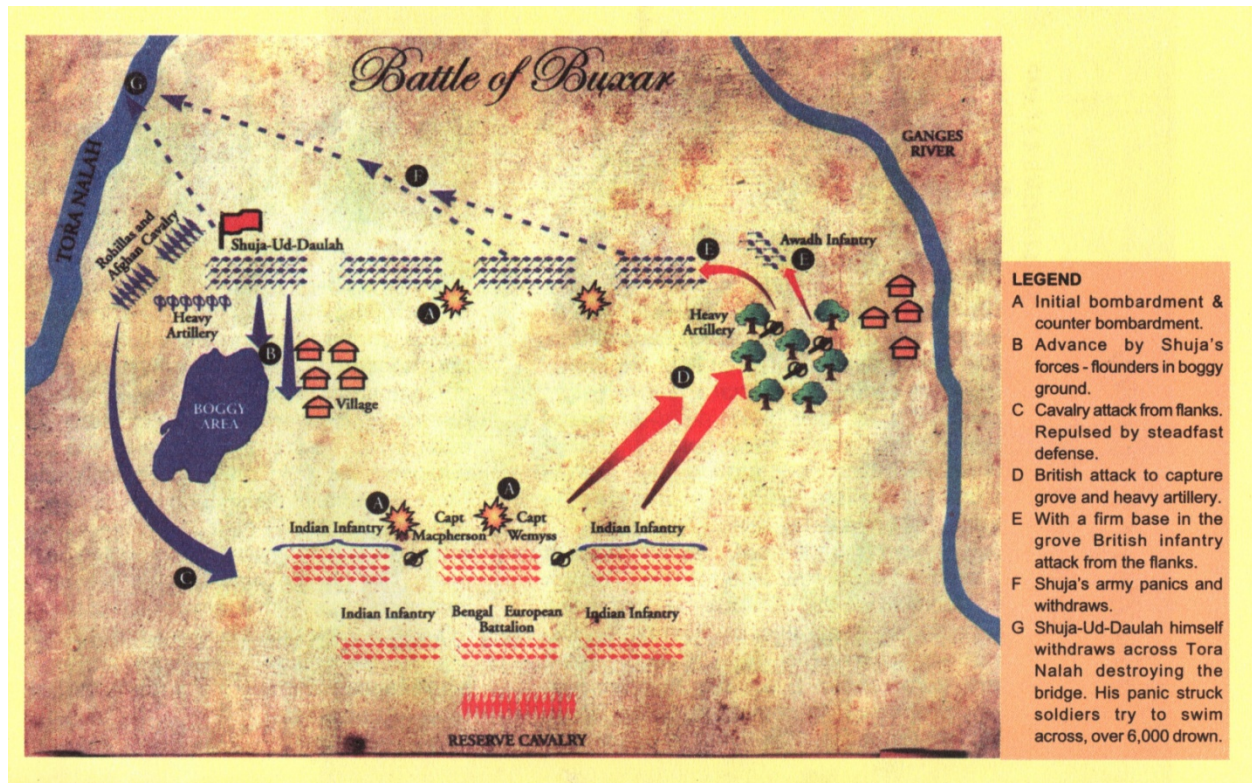 Battle of Buxar
G
GANGES
RIVER
TORA NALAH
F
Rohillas and
Afghan Cavalry
Shuja-Ud-Daulah
E
Awadh Infantry
E
A
Heavy
Artillery
Heavy
Artillery
B
D
Village
BOGGY
AREA
A
A
Indian Infantry
Capt
Macpherson
Capt
Wemyss
Indian Infantry
C
Indian Infantry
Bengal European
Battalion
Indian Infantry
RESERVE CAVALRY
LEGEND
A Initial bombardment &
counter bombardment.
B Advance by Shuja's
forces - flounders in boggy
ground.
C Cavalry attack from flanks.
Repulsed by steadfast
defense.
D British attack to capture
grove and heavy artillery.
E With a firm base in the
grove British infantry
attack from the flanks.
F Shuja's army panics and
withdraws.
G Shuja-Ud-Daulah himself
withdraws across Tora
Nalah destroying the
bridge. His panic struck
soldiers try to swim
across, over 6,000 drown.